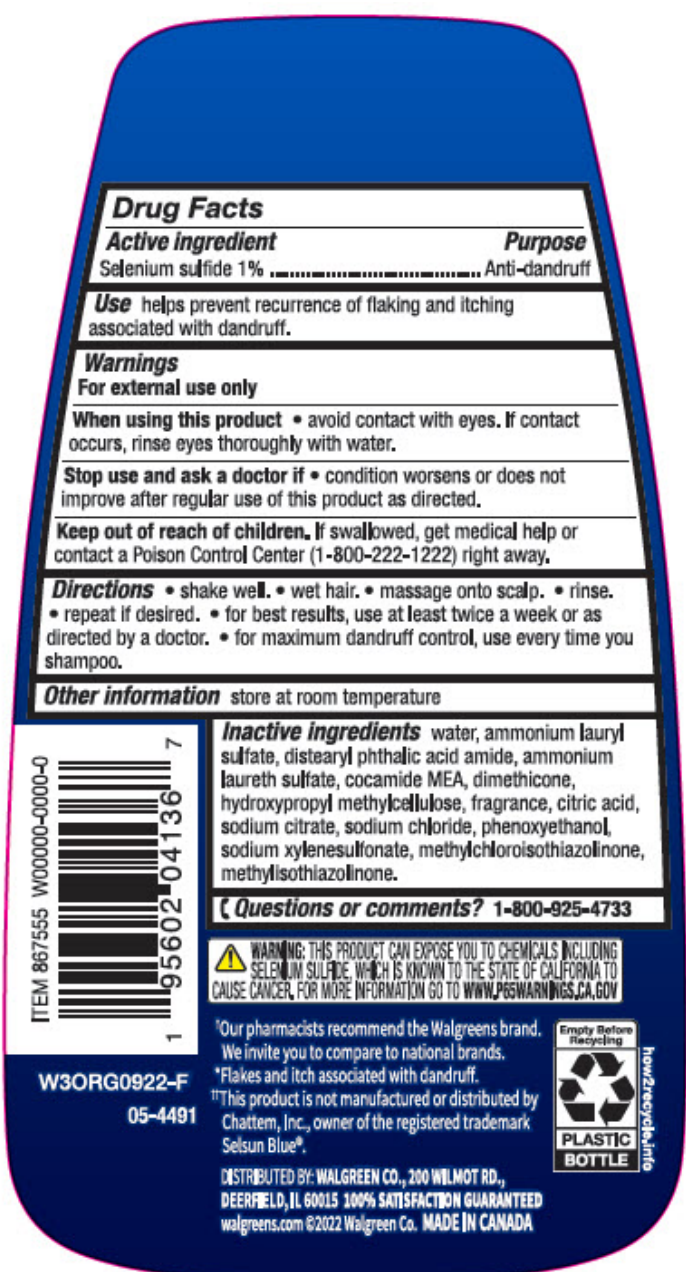 Drug Facts
Active ingredient Purpose
Selenium sulfide 1% ........................................ Anti-dandruff
Use helps prevent recurrence of flaking and itching
associated with dandruff.
Warnings
For external use only
When using this product • avoid contact with eyes. If contact
occurs, rinse eyes thoroughly with water.
Stop use and ask a doctor if • condition worsens or does not
improve after regular use of this product as directed.
Keep out of reach of children. If swallowed, get medical help or
contact a Poison Control Center (1-800-222-1222) right away.
Directions • shake well. • wet hair. • massage onto scalp. • rinse.
• repeat if desired. • for best results, use at least twice a week or as
directed by a doctor. • for maximum dandruff control, use every time you
shampoo.
Other information store at room temperature
Inactive ingredients water, ammonium lauryl
sulfate, distearyl phthalic acid amide, ammonium
laureth sulfate, cocamide MEA, dimethicone,
hydroxypropyl methylcellulose, fragrance, citric acid,
sodium citrate, sodium chloride, phenoxyethanol,
sodium xylenesulfonate, methylchloroisothiazolinone,
methylisothiazolinone.
Questions or comments? 1-800-925-4733
ITEM 867555 W00000-0000-0
1 95602 04136 7
WARNING: THIS PRODUCT CAN EXPOSE YOU TO CHEMICALS INCLUDING
SELENIUM SULFIDE, WHICH IS KNOWN TO THE STATE OF CALIFORNIA TO
CAUSE CANCER. FOR MORE INFORMATION GO TO WWW.P65WARNINGS.CA.GOV
W3ORG0922-F
05-4491
†Our pharmacists recommend the Walgreens brand.
We invite you to compare to national brands.
*Flakes and itch associated with dandruff.
††This product is not manufactured or distributed by
Chattem, Inc., owner of the registered trademark
Selsun Blue®.
DISTRIBUTED BY: WALGREEN CO., 200 WILMOT RD.,
DEERFIELD, IL 60015 100% SATISFACTION GUARANTEED
walgreens.com ©2022 Walgreen Co. MADE IN CANADA
Empty Before
Recycling
PLASTIC
BOTTLE
how2recycle.info